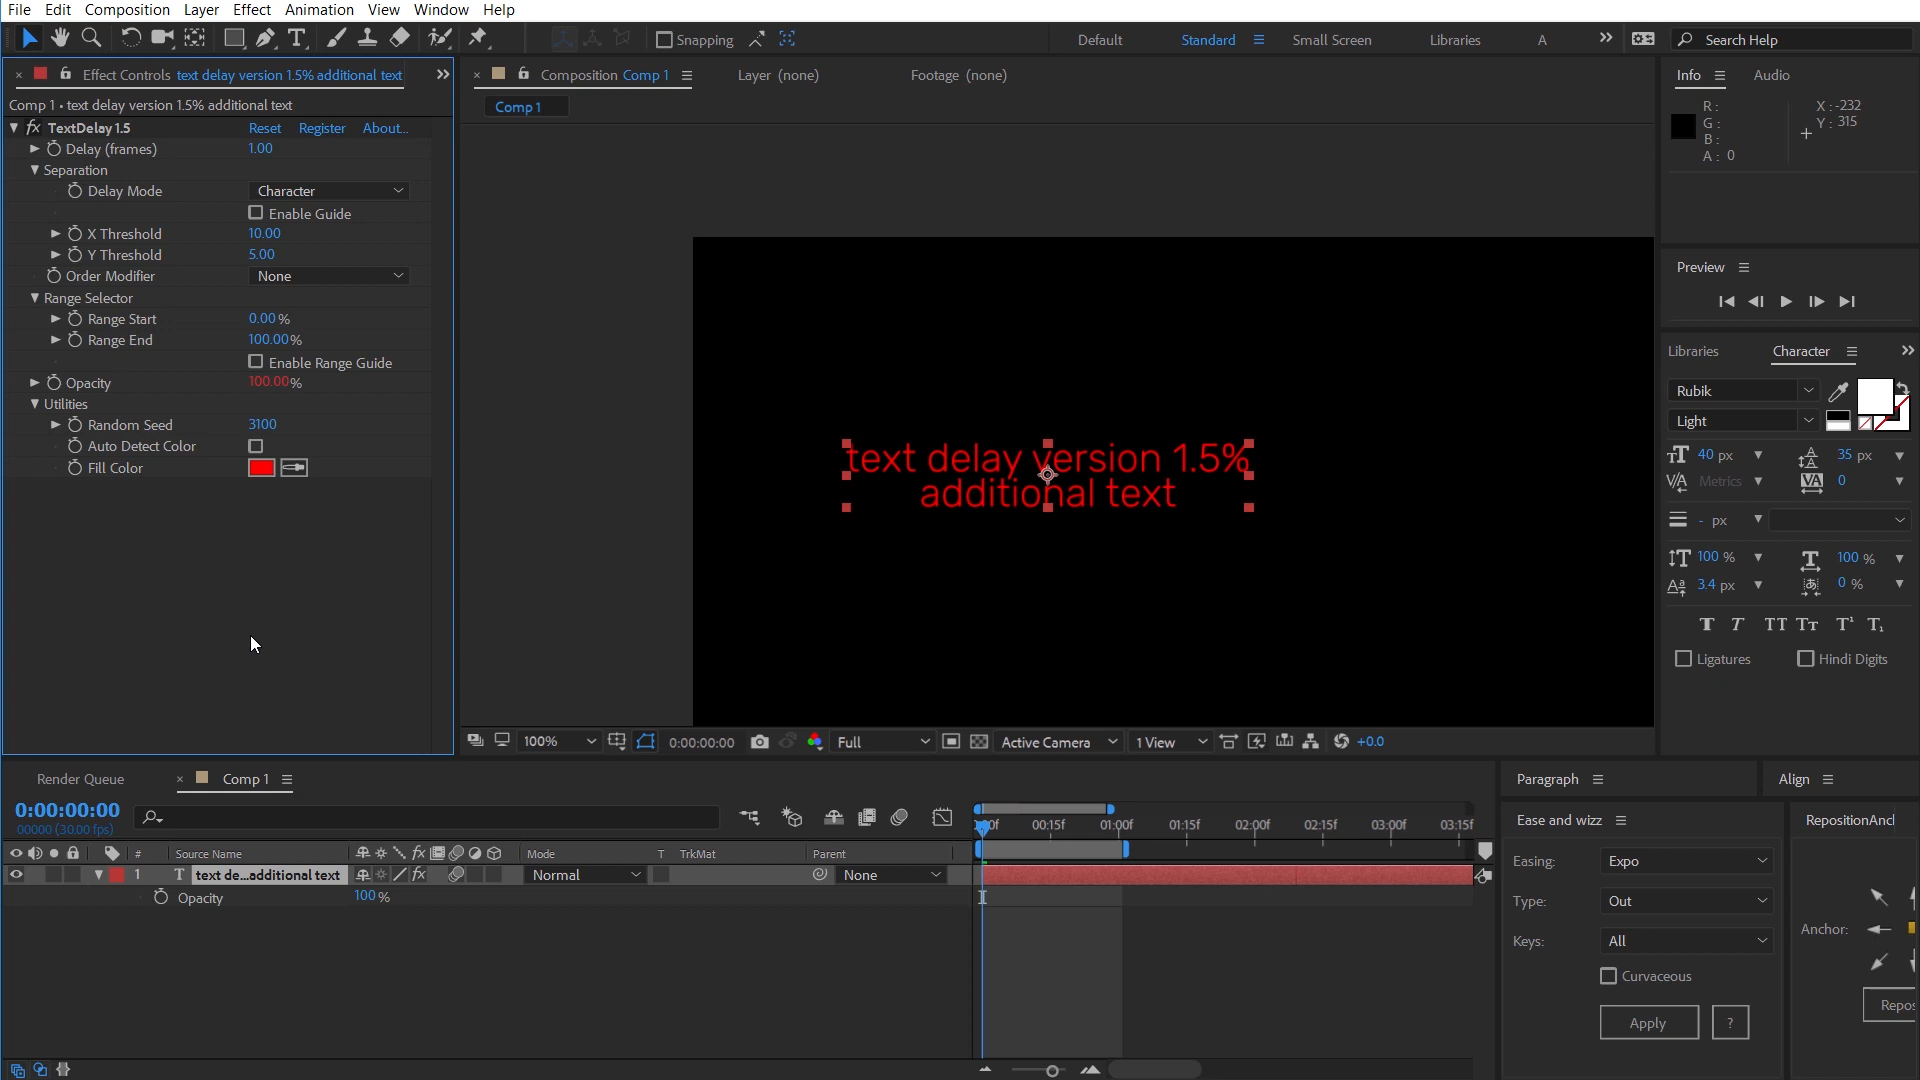 File Edit Composition Layer Effect Animation View Window Help
Snapping
Default Standard Small Screen Libraries A
Search Help
Effect Controls text delay version 1.5% additional text
Comp 1 • text delay version 1.5% additional text
fx TextDelay1.5 Reset Register About...
Delay (frames) 1.00
Separation
Delay Mode Character
Enable Guide
X Threshold 10.00
Y Threshold 5.00
Order Modifier None
Range Selector
Range Start 0.00%
Range End 100.00%
Enable Range Guide
Opacity 100.00%
Utilities
Random Seed 3100
Auto Detect Color
Fill Color
Composition Comp 1
Layer (none)
Footage (none)
Comp 1
text delay version 1.5%
additional text
100% 0:00:00:00 Full Active Camera 1 View +0.0
Info Audio
R:
G:
B:
A: 0
X: -232
Y: 315
Preview
Libraries Character
Rubik
Light
40 px 35 px
Metrics 0
- px
100 % 100 %
3.4 px 0 %
T T TT Tт T¹ T₁
Ligatures Hindi Digits
Render Queue Comp 1
0:00:00:00
00000 (30.00 fps)
# Source Name Mode T TrkMat Parent
1 T text de...additional text fx Normal None
Opacity 100 %
00:15f 01:00f 01:15f 02:00f 02:15f 03:00f 03:15f
Paragraph Align
Ease and wizz
Easing: Expo
Type: Out
Keys: All
Curvaceous
Apply ?
RepositionAnc
Anchor:
Repos